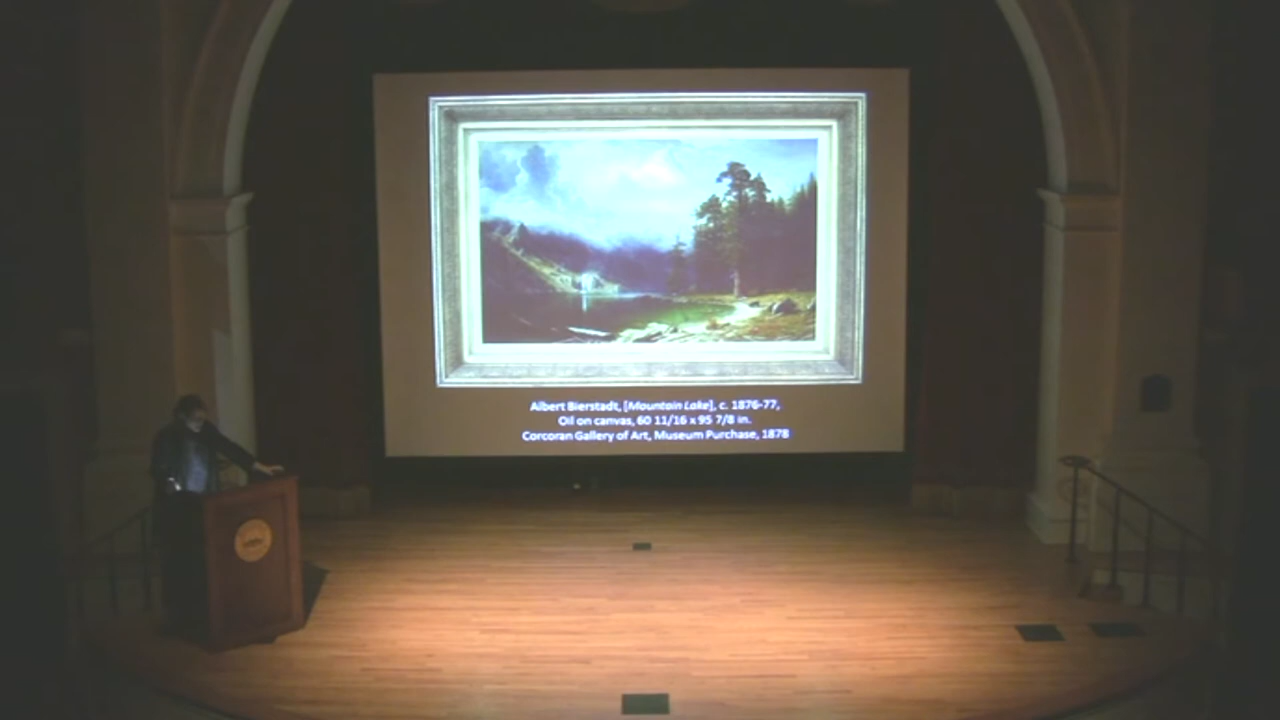 Albert Bierstadt, [Mountain Lake], c. 1876-77,
Oil on canvas, 60 11/16 x 95 7/8 in.
Corcoran Gallery of Art, Museum Purchase, 1878